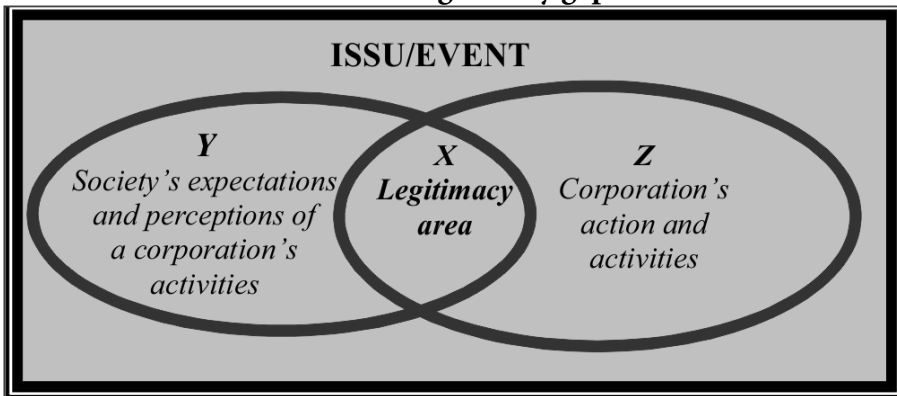 ISSU/EVENT
Y
Society's expectations
and perceptions of
a corporation's
activities
X
Legitimacy
area
Z
Corporation's
action and
activities